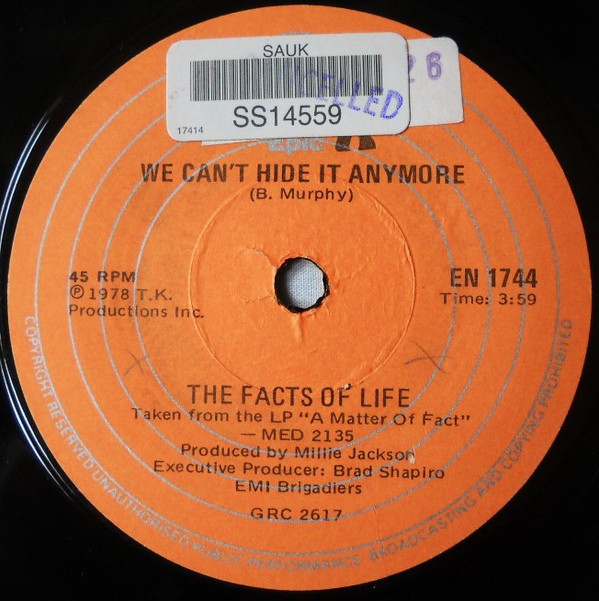 SAUK
CELLED
26
17414
SS14559
Epic
A
WE CAN'T HIDE IT ANYMORE
(B. Murphy)
45 RPM
EN 1744
℗ 1978 T.K.
Time: 3:59
Productions Inc.
THE FACTS OF LIFE
Taken from the LP "A Matter Of Fact"
— MED 2135
Produced by Millie Jackson
Executive Producer: Brad Shapiro
EMI Brigadiers
GRC 2617
COPYRIGHT RESERVED UNAUTHORISED PUBLIC PERFORMANCE BROADCASTING AND COPYING PROHIBITED